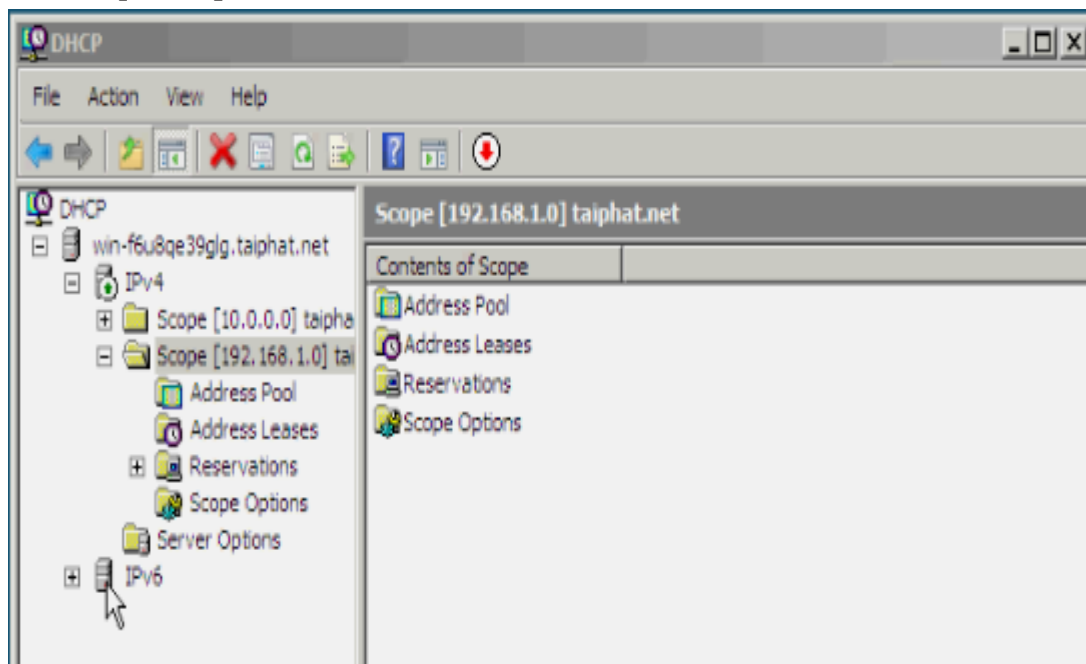 DHCP
File Action View Help
DHCP
win-f6u8qe39glg.taiphat.net
IPv4
Scope [10.0.0.0] taipha
Scope [192.168.1.0] tai
Address Pool
Address Leases
Reservations
Scope Options
Server Options
IPv6
Scope [192.168.1.0] taiphat.net
Contents of Scope
Address Pool
Address Leases
Reservations
Scope Options